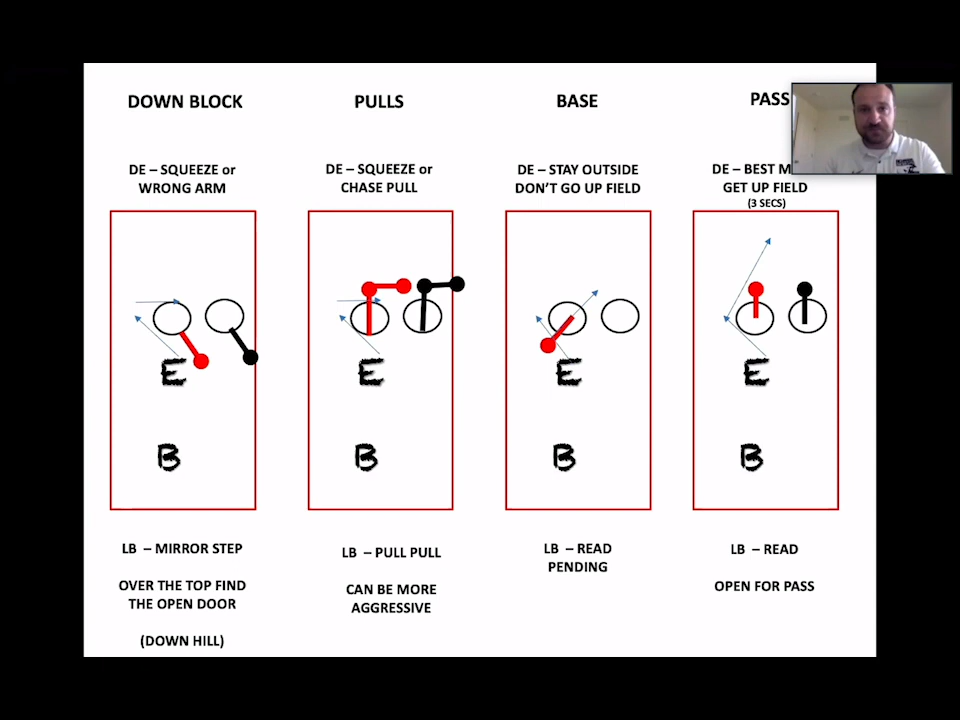 DOWN BLOCK
PULLS
BASE
PASS
DE – SQUEEZE or
WRONG ARM
DE – SQUEEZE or
CHASE PULL
DE – STAY OUTSIDE
DON'T GO UP FIELD
DE – BEST
GET UP FIELD
(3 SECS)
E
E
E
E
B
B
B
B
LB – MIRROR STEP
OVER THE TOP FIND
THE OPEN DOOR
(DOWN HILL)
LB – PULL PULL
CAN BE MORE
AGGRESSIVE
LB – READ
PENDING
LB – READ
OPEN FOR PASS